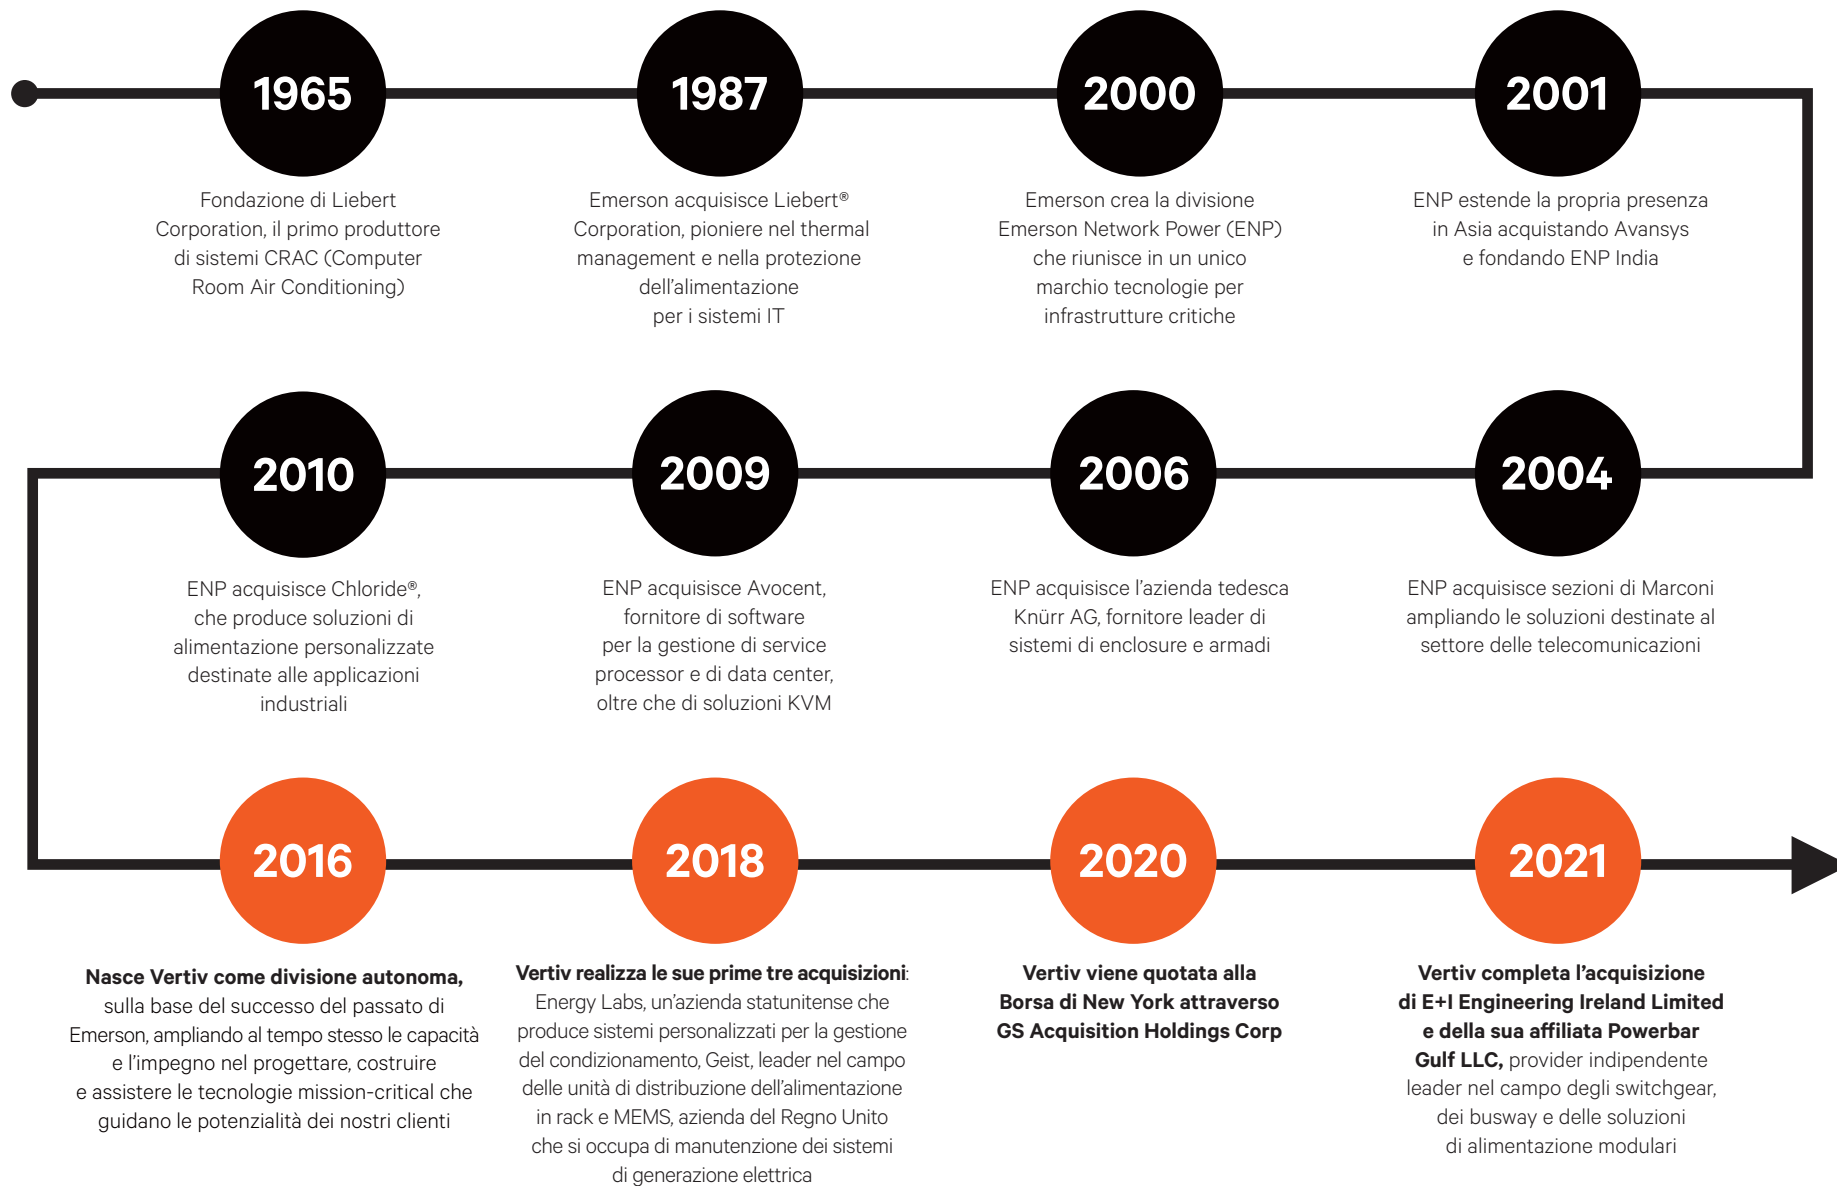 1965
Fondazione di Liebert
Corporation, il primo produttore
di sistemi CRAC (Computer
Room Air Conditioning)
1987
Emerson acquisisce Liebert®
Corporation, pioniere nel thermal
management e nella protezione
dell'alimentazione
per i sistemi IT
2000
Emerson crea la divisione
Emerson Network Power (ENP)
che riunisce in un unico
marchio tecnologie per
infrastrutture critiche
2001
ENP estende la propria presenza
in Asia acquistando Avansys
e fondando ENP India
2004
ENP acquisisce sezioni di Marconi
ampliando le soluzioni destinate al
settore delle telecomunicazioni
2006
ENP acquisisce l'azienda tedesca
Knürr AG, fornitore leader di
sistemi di enclosure e armadi
2009
ENP acquisisce Avocent,
fornitore di software
per la gestione di service
processor e di data center,
oltre che di soluzioni KVM
2010
ENP acquisisce Chloride®,
che produce soluzioni di
alimentazione personalizzate
destinate alle applicazioni
industriali
2016
Nasce Vertiv come divisione autonoma,
sulla base del successo del passato di
Emerson, ampliando al tempo stesso le capacità
e l'impegno nel progettare, costruire
e assistere le tecnologie mission-critical che
guidano le potenzialità dei nostri clienti
2018
Vertiv realizza le sue prime tre acquisizioni:
Energy Labs, un'azienda statunitense che
produce sistemi personalizzati per la gestione
del condizionamento, Geist, leader nel campo
delle unità di distribuzione dell'alimentazione
in rack e MEMS, azienda del Regno Unito
che si occupa di manutenzione dei sistemi
di generazione elettrica
2020
Vertiv viene quotata alla
Borsa di New York attraverso
GS Acquisition Holdings Corp
2021
Vertiv completa l'acquisizione
di E+I Engineering Ireland Limited
e della sua affiliata Powerbar
Gulf LLC, provider indipendente
leader nel campo degli switchgear,
dei busway e delle soluzioni
di alimentazione modulari